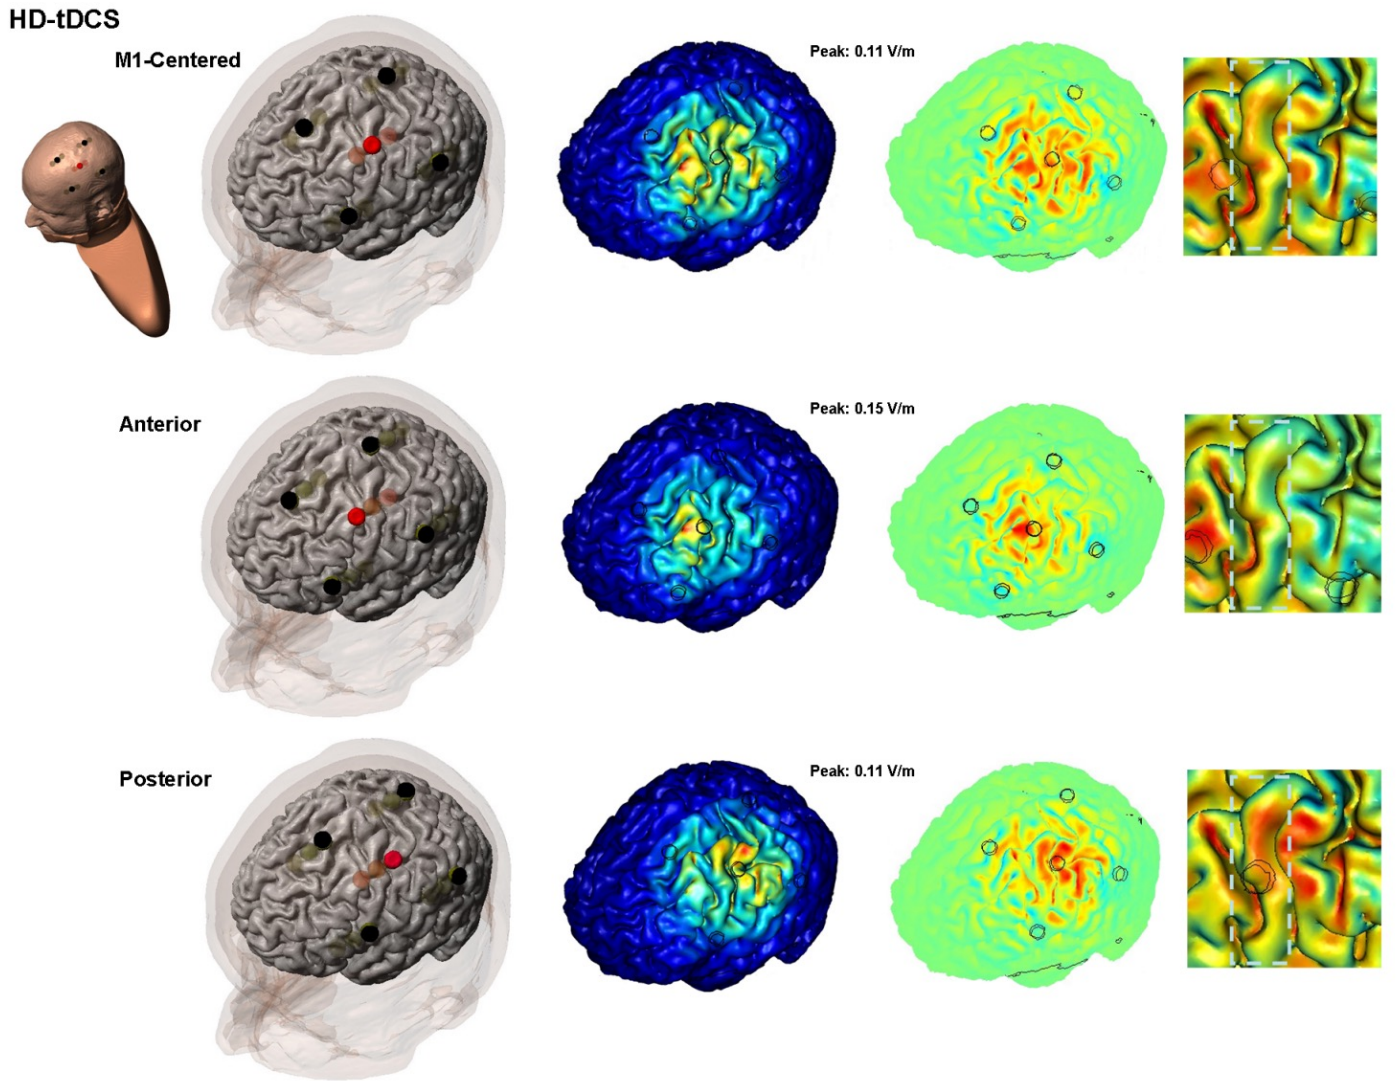 HD-tDCS
M1-Centered
Peak: 0.11 V/m
Anterior
Peak: 0.15 V/m
Posterior
Peak: 0.11 V/m